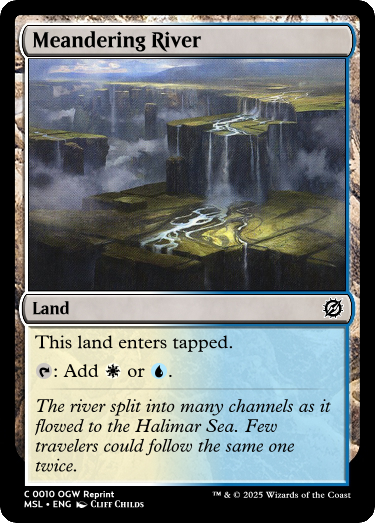 Meandering River
Land
This land enters tapped.
: Add or .
The river split into many channels as it
flowed to the Halimar Sea. Few
travelers could follow the same one
twice.
C 0010 OGW Reprint
MSL • ENG Cliff Childs
™ & © 2025 Wizards of the Coast